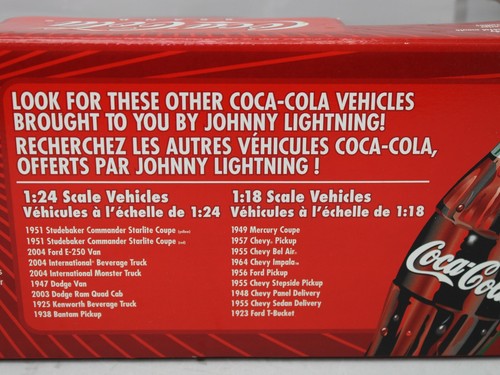 Coca-Cola
LOOK FOR THESE OTHER COCA-COLA VEHICLES
BROUGHT TO YOU BY JOHNNY LIGHTNING!
RECHERCHEZ LES AUTRES VÉHICULES COCA-COLA,
OFFERTS PAR JOHNNY LIGHTNING !
1:24 Scale Vehicles
Véhicules à l'échelle de 1:24
1951 Studebaker Commander Starlite Coupe (yellow)
1951 Studebaker Commander Starlite Coupe (red)
2004 Ford E-250 Van
2004 International® Beverage Truck
2004 International Monster Truck
1947 Dodge Van
2003 Dodge Ram Quad Cab
1925 Kenworth Beverage Truck
1938 Bantam Pickup
1:18 Scale Vehicles
Véhicules à l'échelle de 1:18
1949 Mercury Coupe
1957 Chevy. Pickup
1955 Chevy Bel Air.
1964 Chevy Impala.
1956 Ford Pickup
1955 Chevy Stepside Pickup
1948 Chevy Panel Delivery
1955 Chevy Sedan Delivery
1923 Ford T-Bucket
Coca-Co